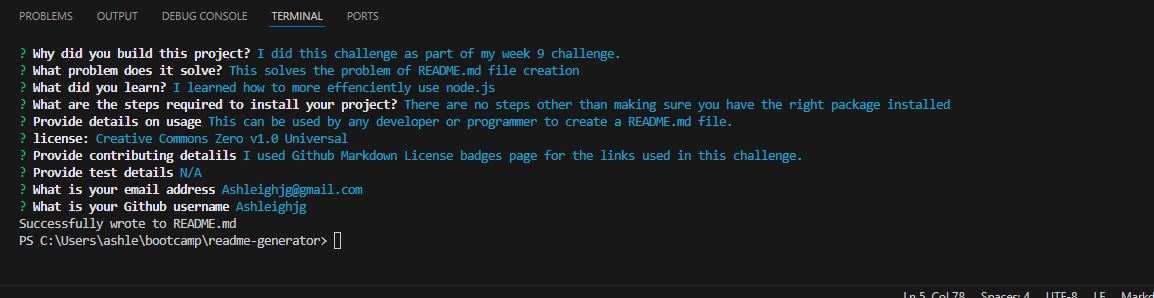 PROBLEMS OUTPUT DEBUG CONSOLE TERMINAL PORTS
? Why did you build this project? I did this challenge as part of my week 9 challenge.
? What problem does it solve? This solves the problem of README.md file creation
? What did you learn? I learned how to more effenciently use node.js
? What are the steps required to install your project? There are no steps other than making sure you have the right package installed
? Provide details on usage This can be used by any developer or programmer to create a README.md file.
? license: Creative Commons Zero v1.0 Universal
? Provide contributing detalils I used Github Markdown License badges page for the links used in this challenge.
? Provide test details N/A
? What is your email address Ashleighjg@gmail.com
? What is your Github username Ashleighjg
Successfully wrote to README.md
PS C:\Users\ashle\bootcamp\readme-generator>
Ln 5, Col 78 Spaces: 4 UTF-8 LF Markd